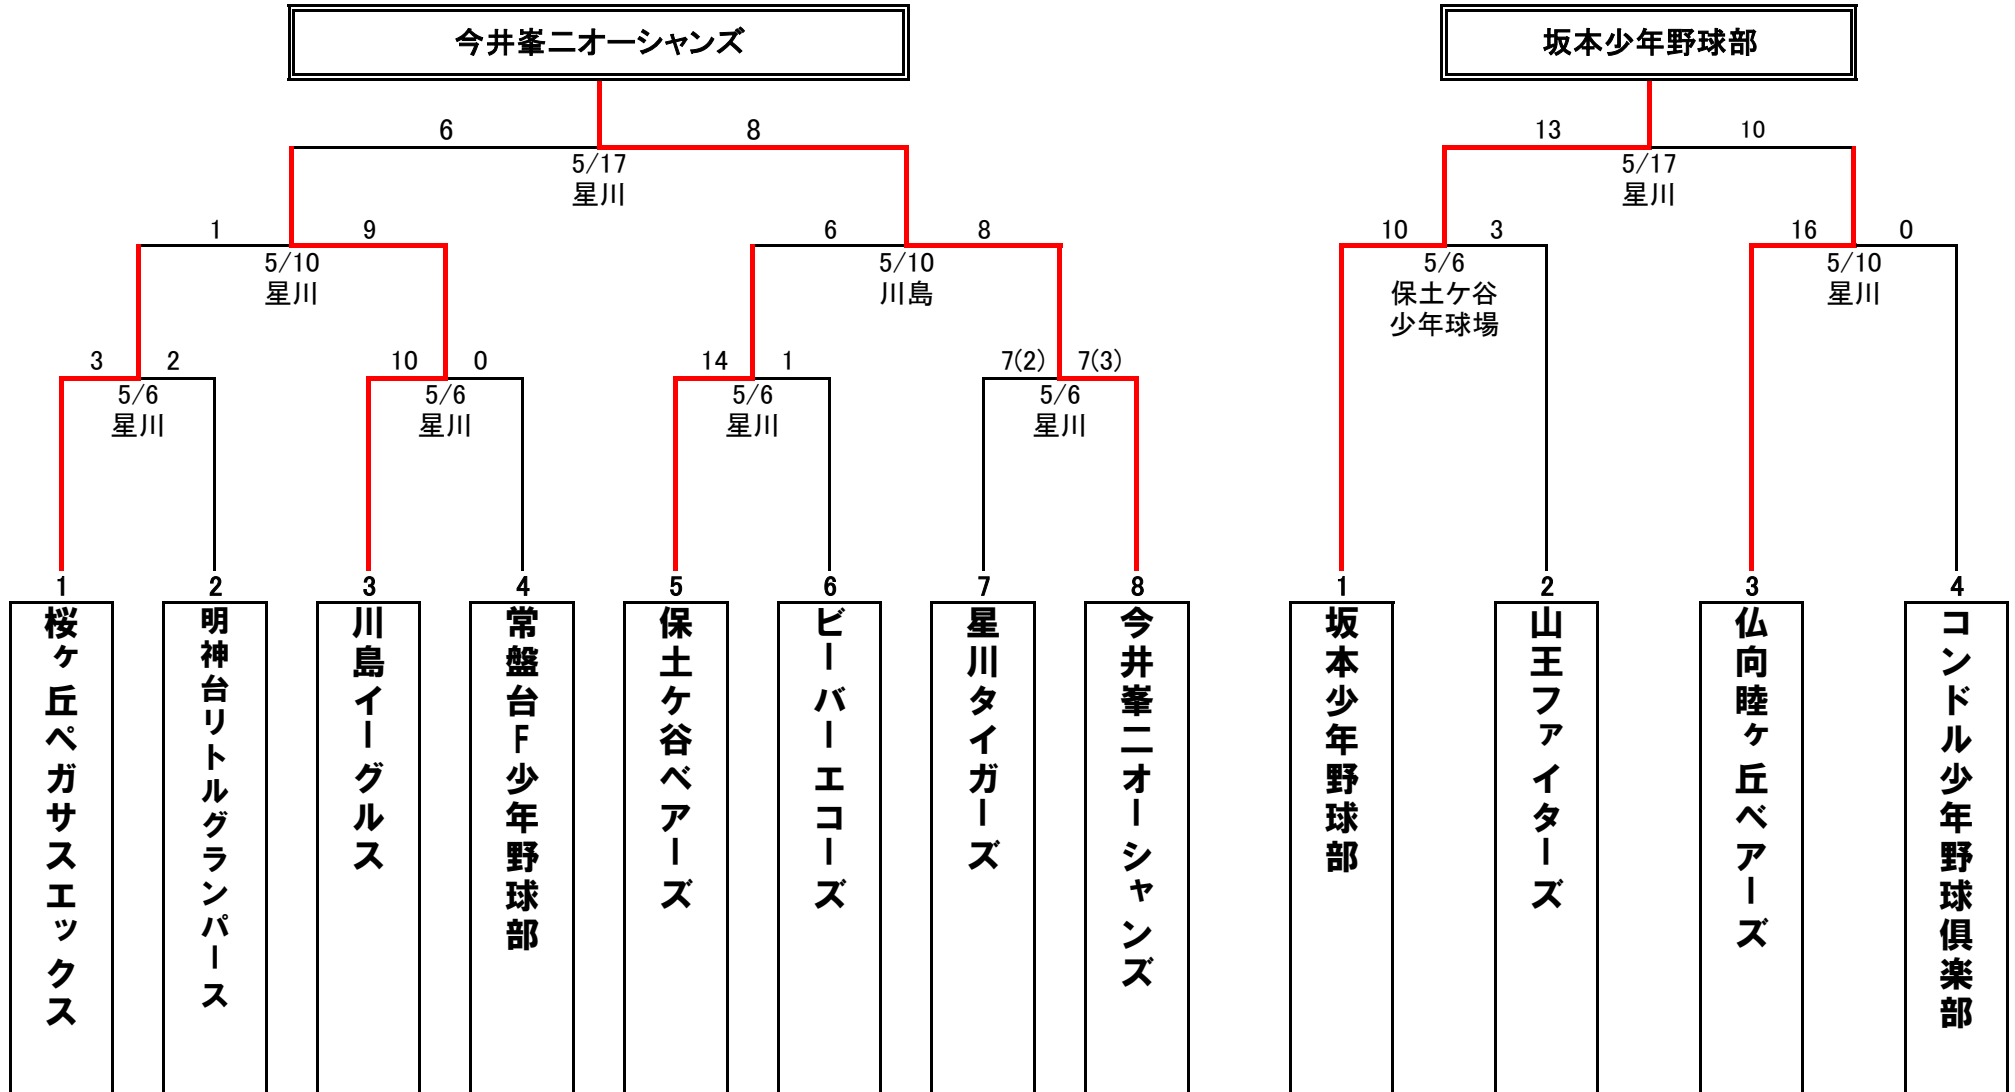 今井峯二オーシャンズ
坂本少年野球部
6 8
13 10
5/17
星川
5/17
星川
1 9
6 8
10 3
16 0
5/10
星川
5/10
川島
5/6
保土ケ谷
少年球場
5/10
星川
3 2
10 0
14 1
7(2) 7(3)
5/6
星川
5/6
星川
5/6
星川
5/6
星川
1
桜ヶ丘ペガサスエックス
2
明神台リトルグランパース
3
川島イーグルス
4
常盤台F少年野球部
5
保土ケ谷ベアーズ
6
ビーバーエコーズ
7
星川タイガーズ
8
今井峯二オーシャンズ
1
坂本少年野球部
2
山王ファイターズ
3
仏向睦ヶ丘ベアーズ
4
コンドル少年野球倶楽部